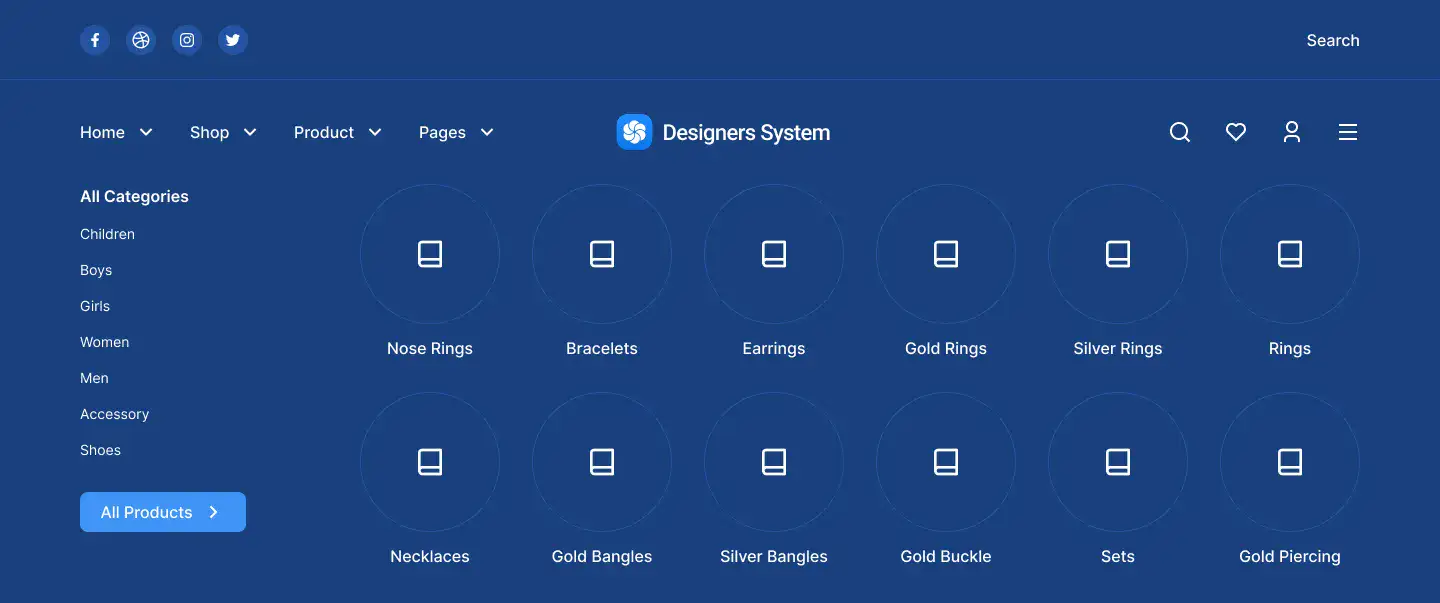 Search
Home Shop Product Pages Designers System
All Categories
Children
Boys
Girls
Women
Men
Accessory
Shoes
All Products
Nose Rings Bracelets Earrings Gold Rings Silver Rings Rings
Necklaces Gold Bangles Silver Bangles Gold Buckle Sets Gold Piercing